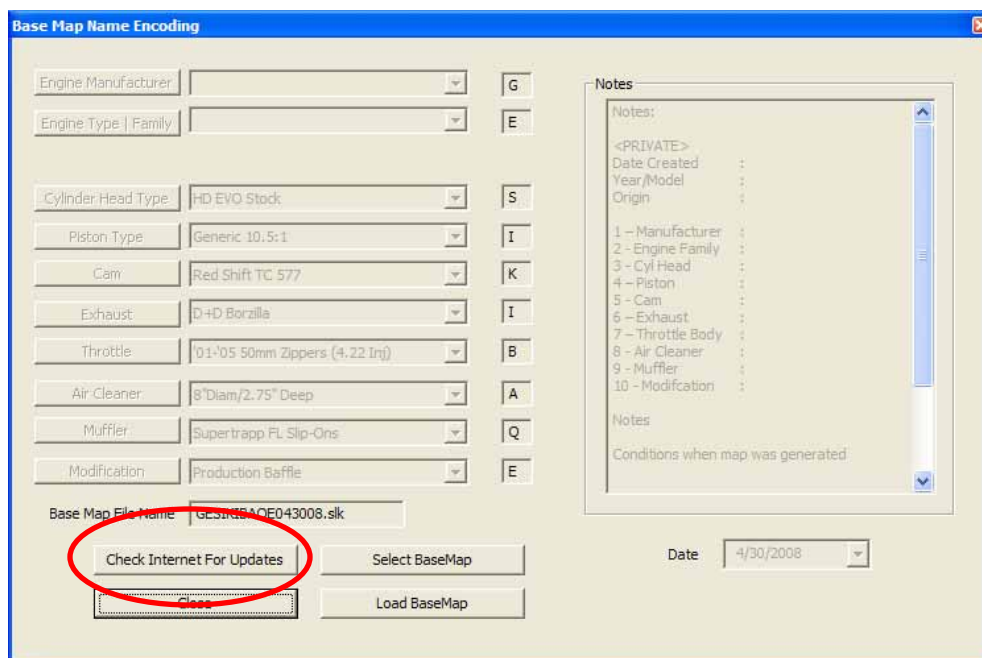 Base Map Name Encoding
Engine Manufacturer G
Engine Type | Family E
Cylinder Head Type HD EVO Stock S
Piston Type Generic 10.5:1 I
Cam Red Shift TC 577 K
Exhaust D+D Borzilla I
Throttle '01-'05 50mm Zippers (4.22 Inj) B
Air Cleaner 8"Diam/2.75" Deep A
Muffler Supertrapp FL Slip-Ons Q
Modification Production Baffle E
Base Map File Name GESIKIBAQE043008.slk
Check Internet For Updates Select BaseMap
Close Load BaseMap
Notes
Notes:
<PRIVATE>
Date Created :
Year/Model :
Origin :
1 – Manufacturer :
2 - Engine Family :
3 - Cyl Head :
4 – Piston :
5 - Cam :
6 – Exhaust :
7 – Throttle Body :
8 - Air Cleaner :
9 - Muffler :
10 - Modifcation :
Notes
Conditions when map was generated
Date 4/30/2008